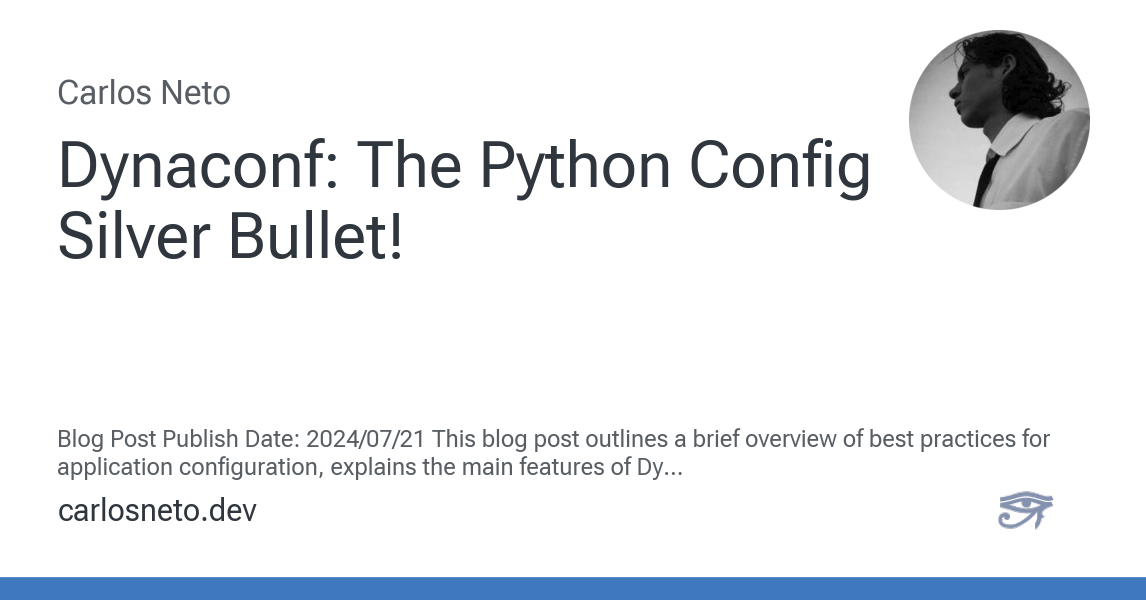 Carlos Neto
Dynaconf: The Python Config
Silver Bullet!
Blog Post Publish Date: 2024/07/21 This blog post outlines a brief overview of best practices for
application configuration, explains the main features of Dy...
carlosneto.dev